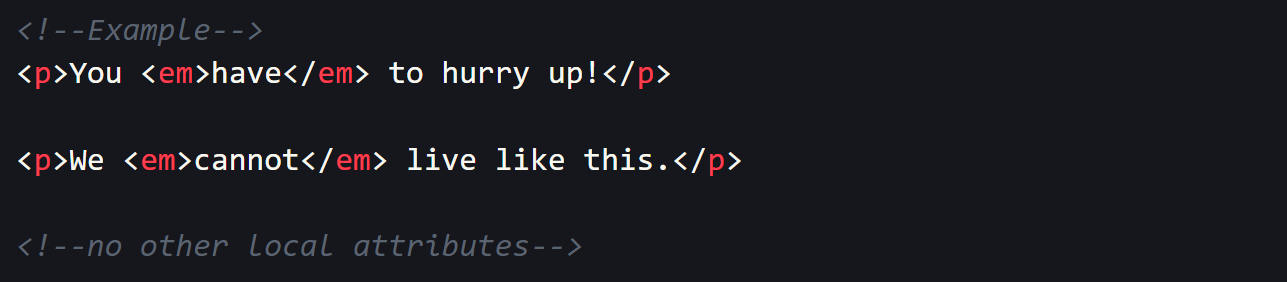 <!--Example-->
<p>You <em>have</em> to hurry up!</p>
<p>We <em>cannot</em> live like this.</p>
<!--no other local attributes-->